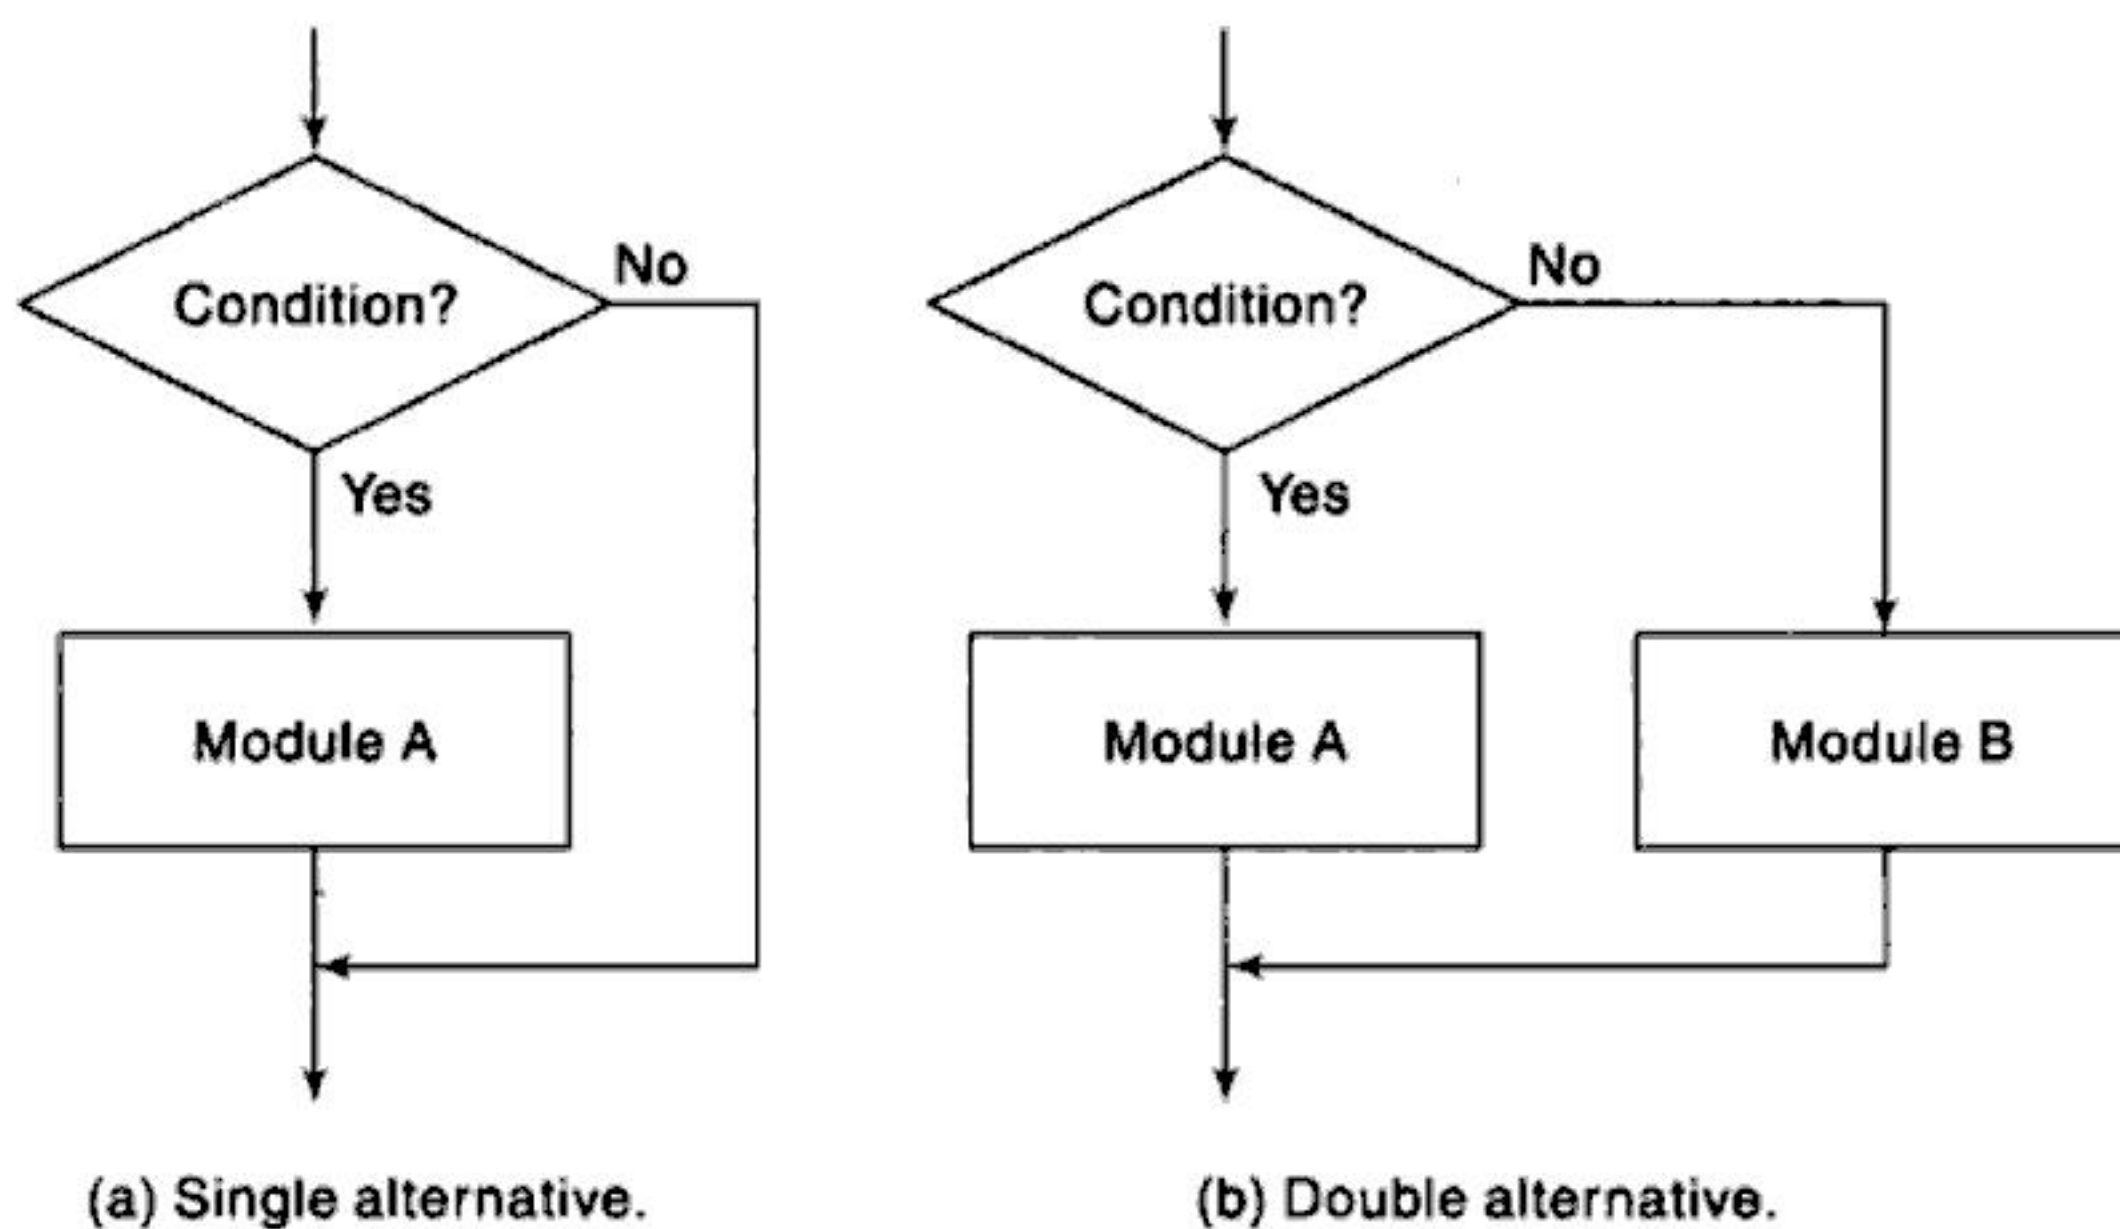 Condition?
No
Yes
Module A
(a) Single alternative.
Condition?
No
Yes
Module A
Module B
(b) Double alternative.